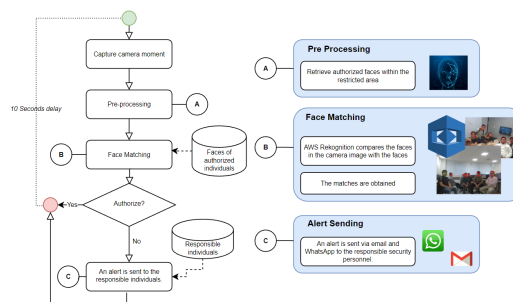 Capture camera moment
10 Seconds delay
Pre-processing
A
B
Face Matching
Faces of
authorized
individuals
Authorize?
Yes
No
Responsible
individuals
C
An alert is sent to the
responsible individuals
A
Pre Processing
Retrieve authorized faces within the
restricted area
B
Face Matching
AWS Rekognition compares the faces
in the camera image with the faces
The matches are obtained
C
Alert Sending
An alert is sent via email and
WhatsApp to the responsible security
personnel.